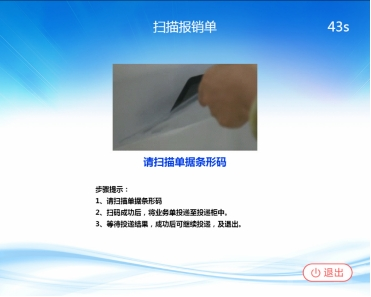 扫描报销单
43s
请扫描单据条形码
步骤提示：
1、请扫描单据条形码
2、扫码成功后，将业务单投递至投递柜中。
3、等待投递结果，成功后可继续投递，及退出。
退出